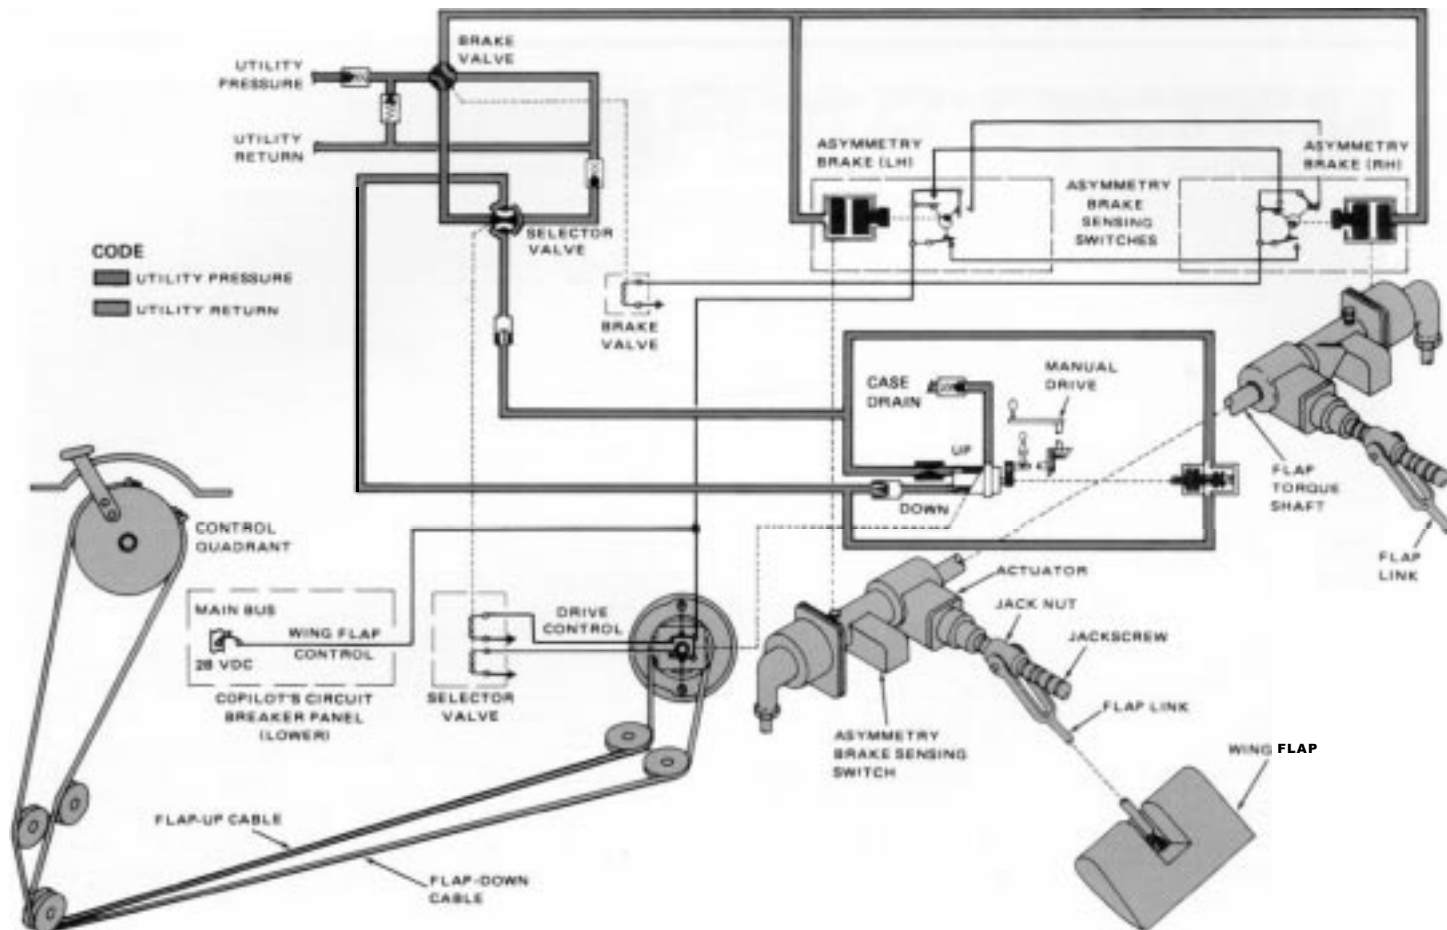 BRAKE
VALVE
UTILITY
PRESSURE
UTILITY
RETURN
ASYMMETRY
BRAKE (LH)
ASYMMETRY
BRAKE (RH)
ASYMMETRY
BRAKE
SENSING
SWITCHES
SELECTOR
VALVE
CODE
UTILITY PRESSURE
UTILITY RETURN
BRAKE
VALVE
CASE
DRAIN
MANUAL
DRIVE
UP
DOWN
FLAP
TORQUE
SHAFT
FLAP
LINK
CONTROL
QUADRANT
MAIN BUS
28 VDC
WING FLAP
CONTROL
COPILOT'S CIRCUIT
BREAKER PANEL
(LOWER)
DRIVE
CONTROL
SELECTOR
VALVE
ACTUATOR
JACK NUT
JACKSCREW
FLAP LINK
ASYMMETRY
BRAKE SENSING
SWITCH
WING FLAP
FLAP-UP CABLE
FLAP-DOWN
CABLE